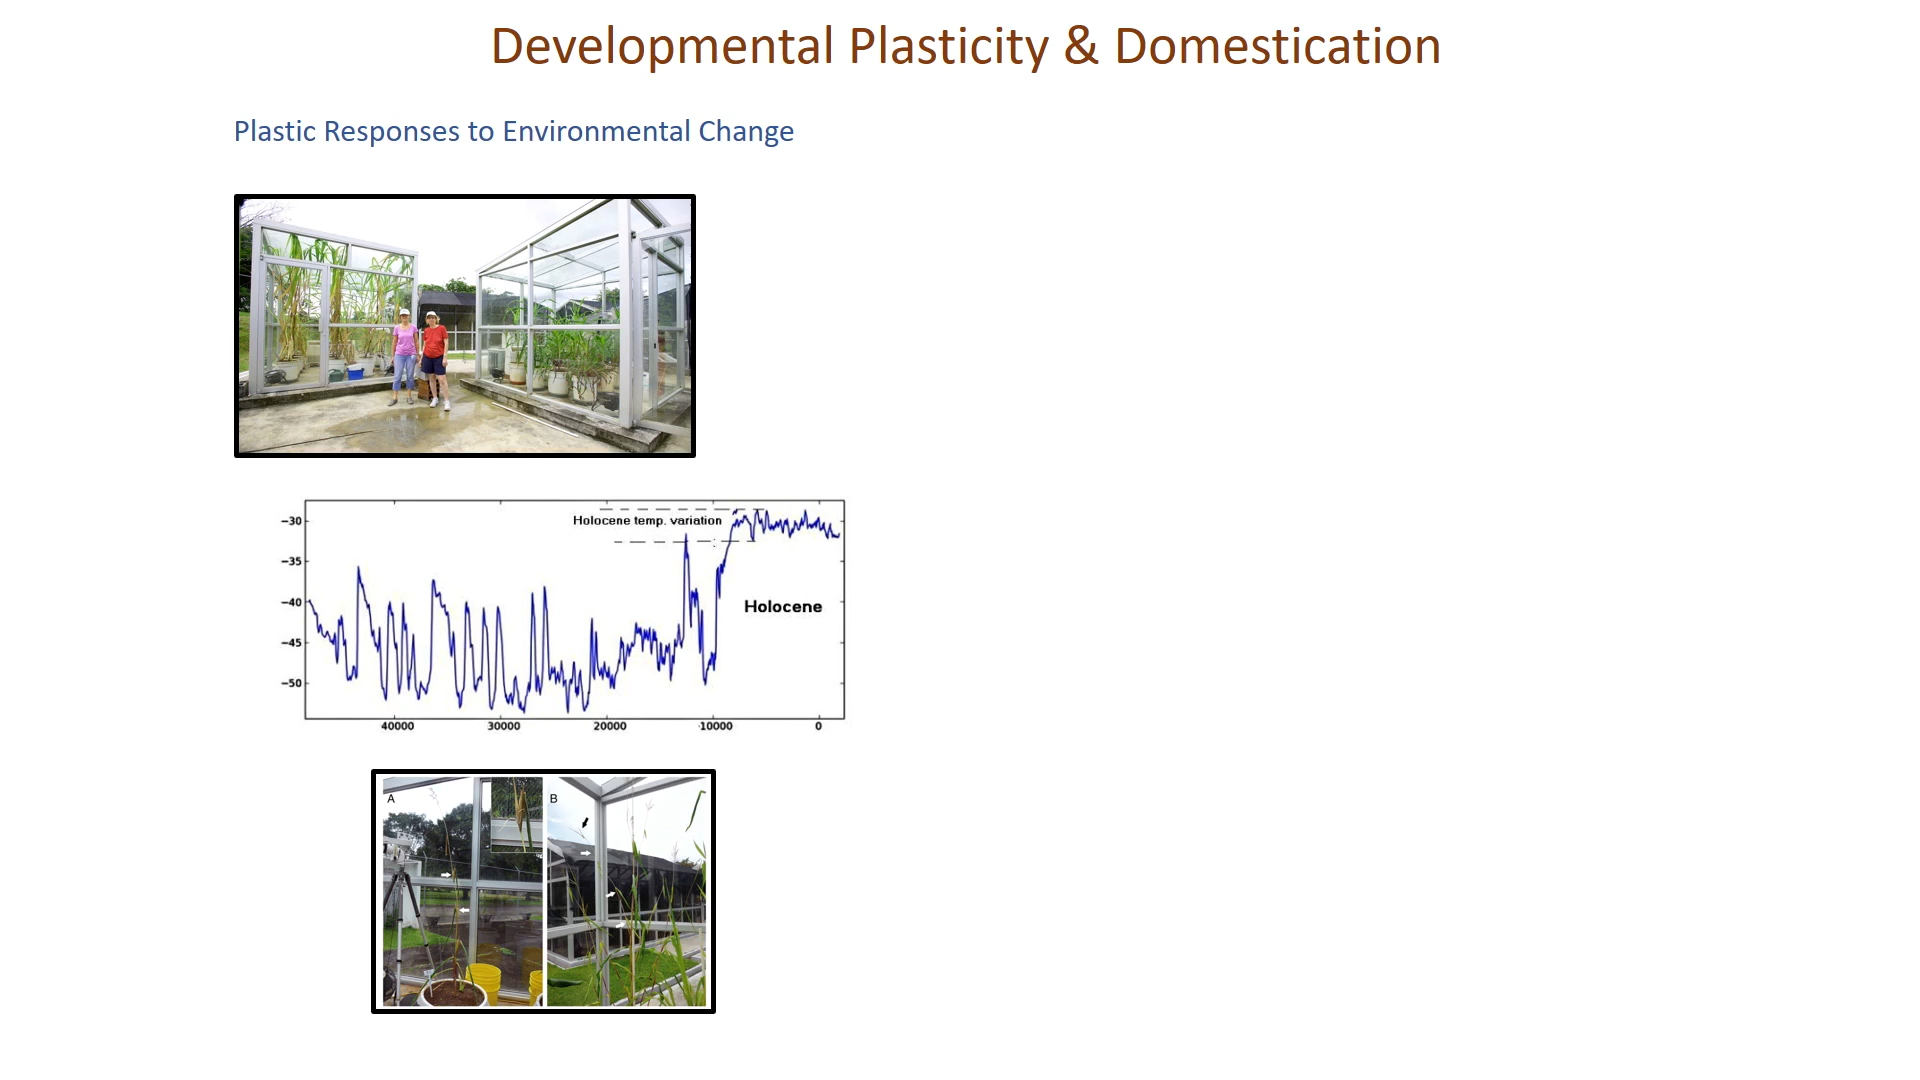 Developmental Plasticity & Domestication
Plastic Responses to Environmental Change
Holocene temp. variation
Holocene
−30
−35
−40
−45
−50
40000 30000 20000 10000 0
A B